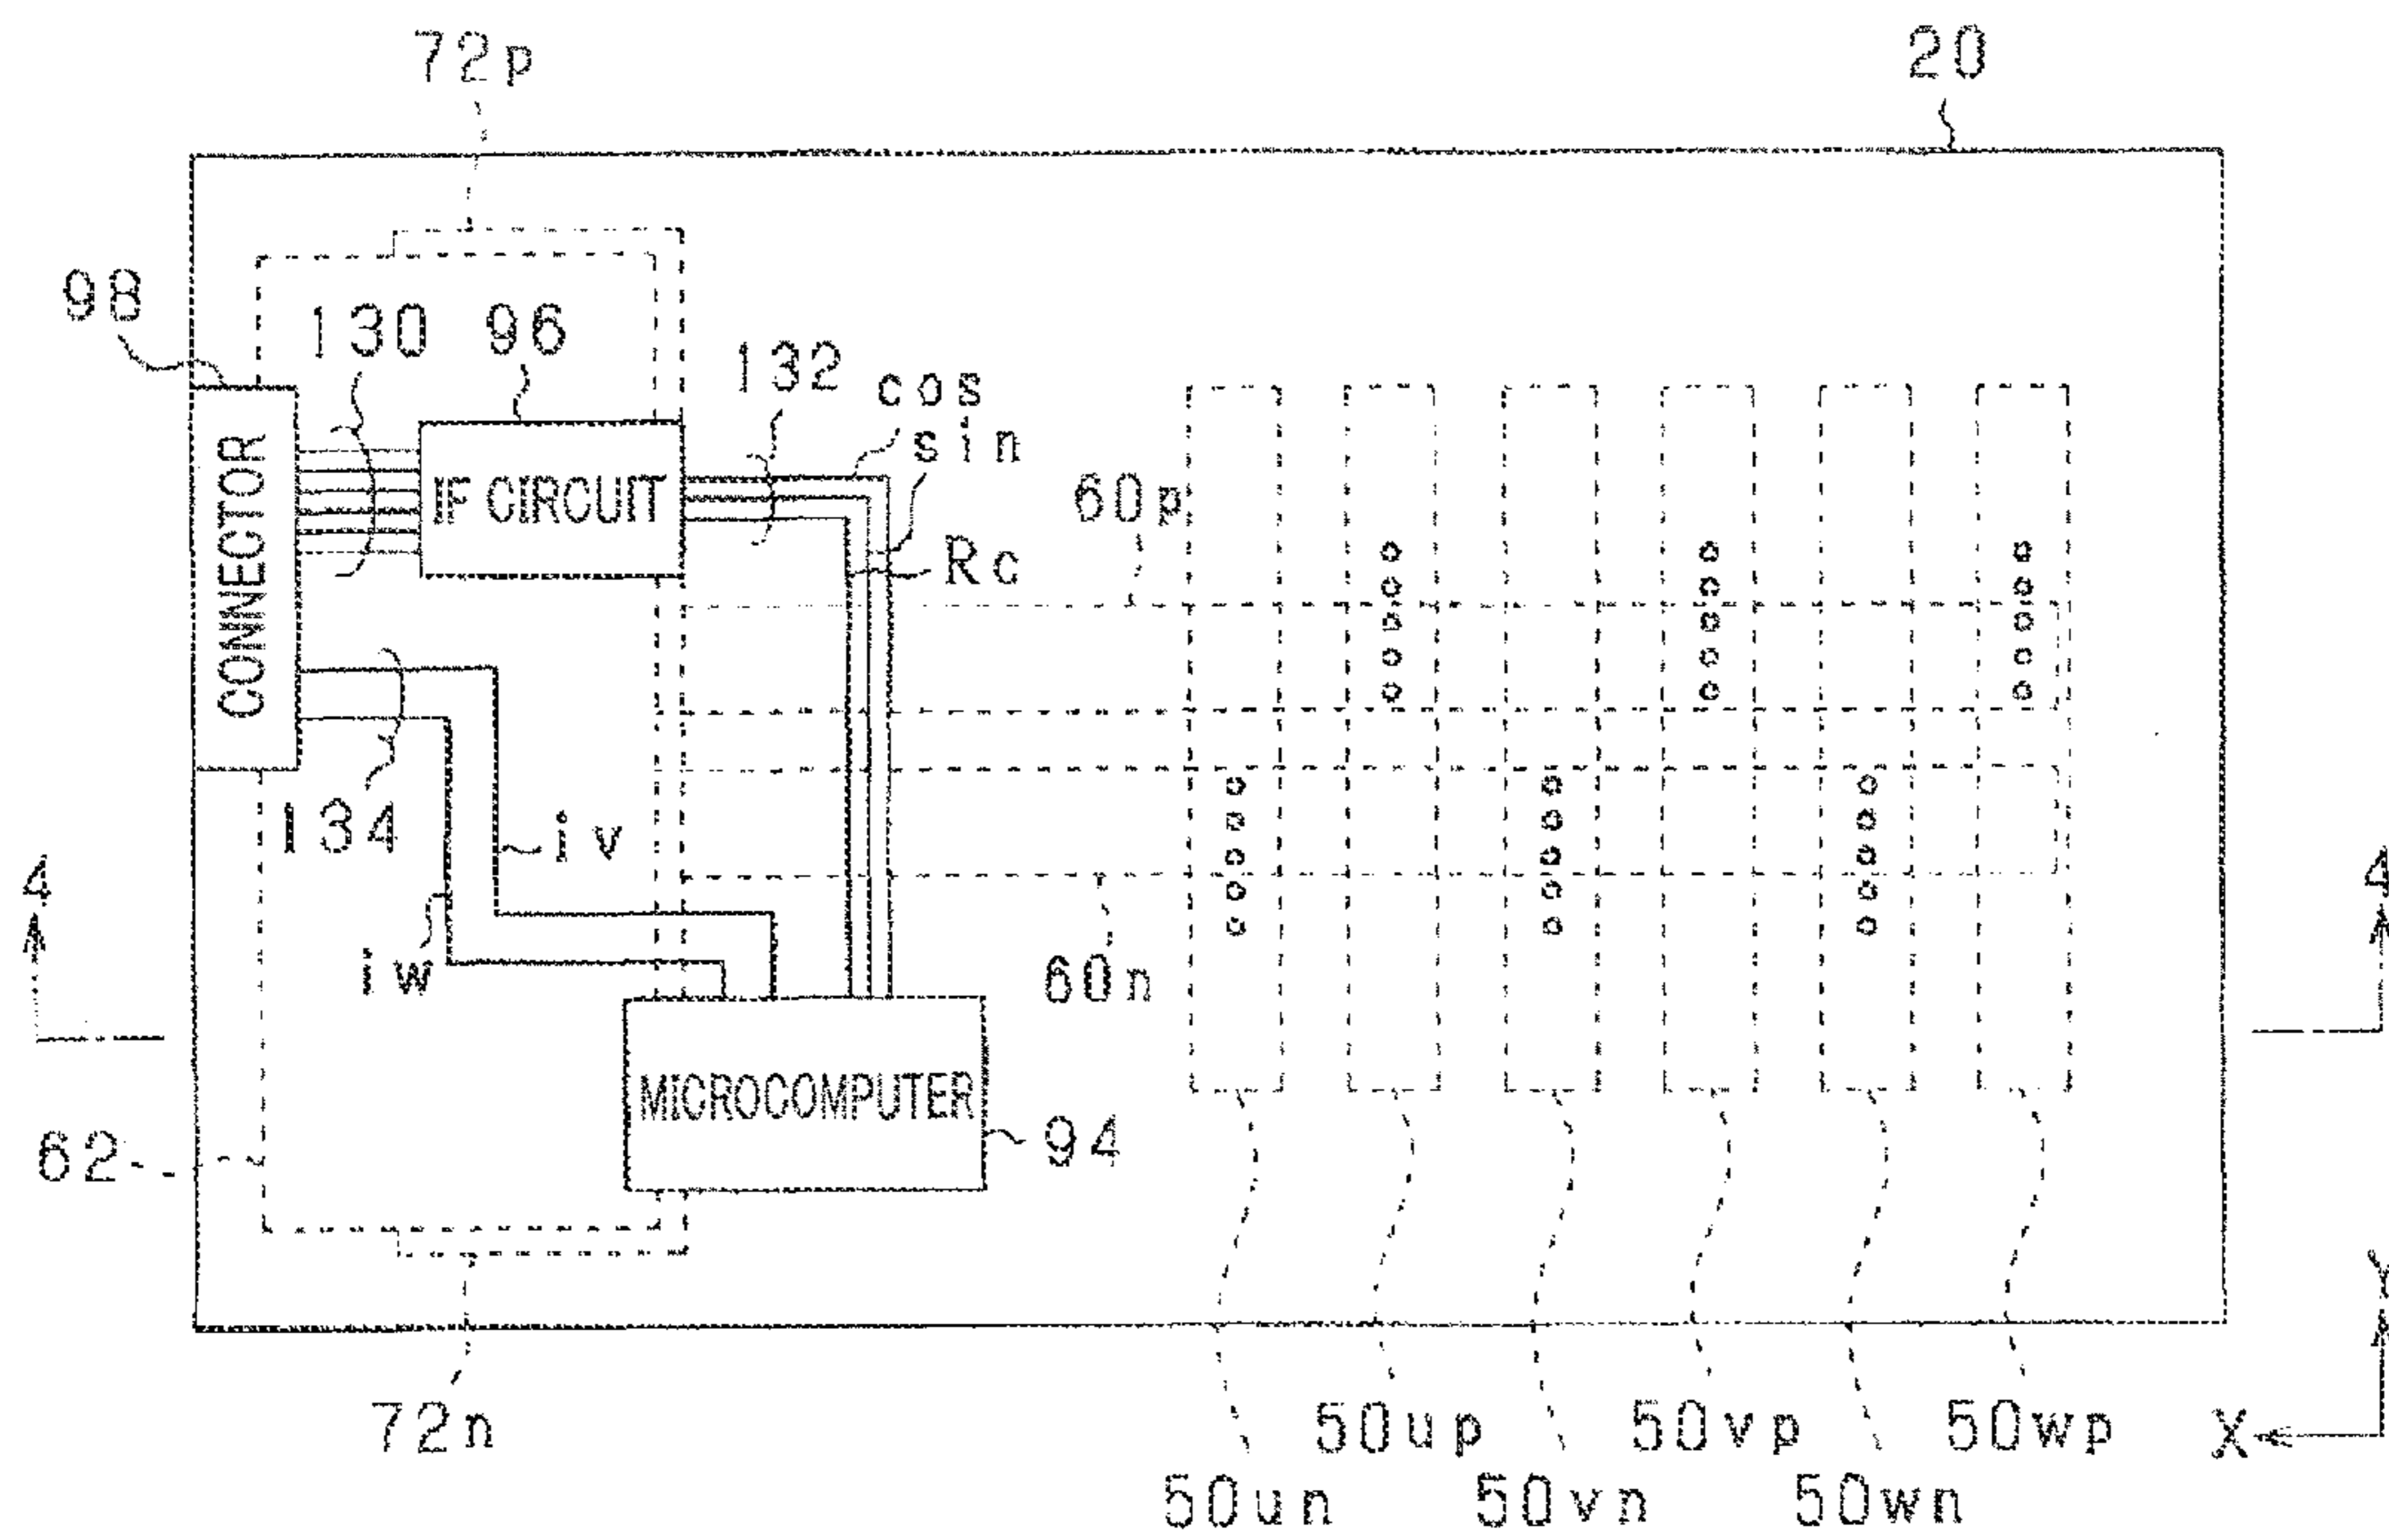 72p
20
98
130
96
132
cos
sin
CONNECTOR
IF CIRCUIT
60p
Rc
134
iv
4
4
iw
60n
MICROCOMPUTER
62
94
Y
72n
50up
50vp
50wp
X
50un
50vn
50wn